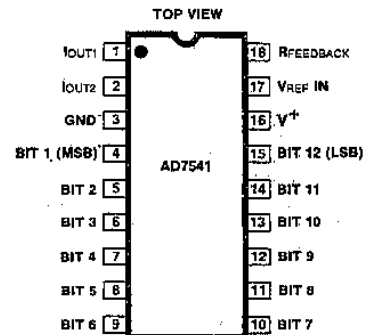 TOP VIEW
IOUT1 1 18 RFEEDBACK
IOUT2 2 17 VREF IN
GND 3 16 V+
BIT 1 (MSB) 4 15 BIT 12 (LSB)
AD7541
BIT 2 5 14 BIT 11
BIT 3 6 13 BIT 10
BIT 4 7 12 BIT 9
BIT 5 8 11 BIT 8
BIT 6 9 10 BIT 7